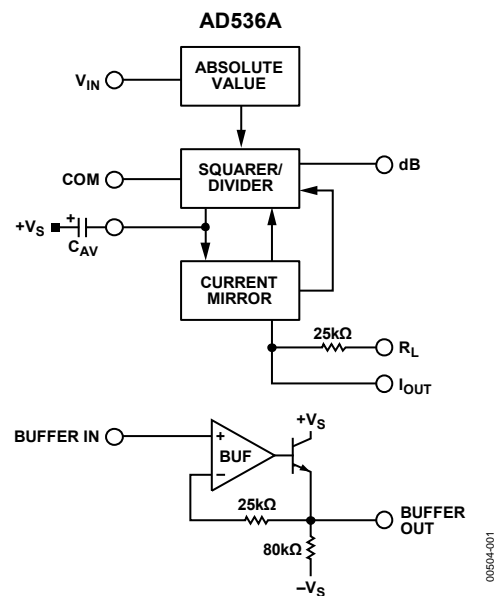 AD536A
ABSOLUTE
VALUE
VIN
SQUARER/
DIVIDER
dB
COM
+VS
+
CAV
CURRENT
MIRROR
25kΩ
RL
IOUT
+VS
BUFFER IN
+
BUF
−
25kΩ
BUFFER
OUT
80kΩ
−VS
00504-001